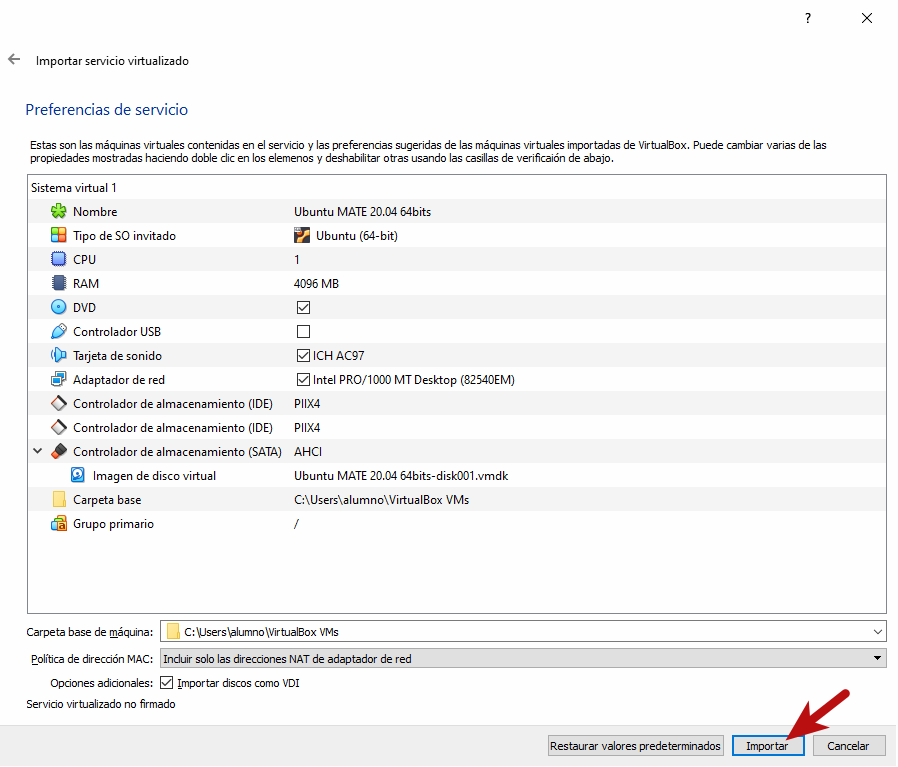 ?
Importar servicio virtualizado
Preferencias de servicio
Estas son las máquinas virtuales contenidas en el servicio y las preferencias sugeridas de las máquinas virtuales importadas de VirtualBox. Puede cambiar varias de las
propiedades mostradas haciendo doble clic en los elemenos y deshabilitar otras usando las casillas de verificaión de abajo.
Sistema virtual 1
Nombre Ubuntu MATE 20.04 64bits
Tipo de SO invitado Ubuntu (64-bit)
CPU 1
RAM 4096 MB
DVD
Controlador USB
Tarjeta de sonido ICH AC97
Adaptador de red Intel PRO/1000 MT Desktop (82540EM)
Controlador de almacenamiento (IDE) PIIX4
Controlador de almacenamiento (IDE) PIIX4
Controlador de almacenamiento (SATA) AHCI
Imagen de disco virtual Ubuntu MATE 20.04 64bits-disk001.vmdk
Carpeta base C:\Users\alumno\VirtualBox VMs
Grupo primario /
Carpeta base de máquina: C:\Users\alumno\VirtualBox VMs
Política de dirección MAC: Incluir solo las direcciones NAT de adaptador de red
Opciones adicionales: Importar discos como VDI
Servicio virtualizado no firmado
Restaurar valores predeterminados Importar Cancelar